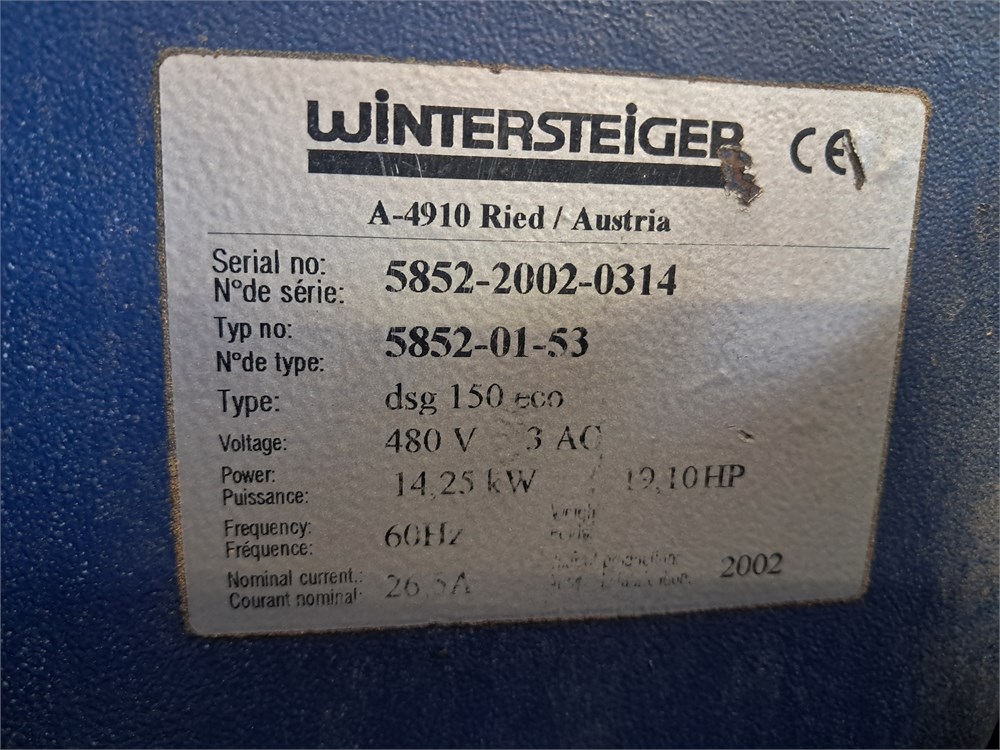 WiNTERSTEiGER CE
A-4910 Ried / Austria
Serial no:
N°de série: 5852-2002-0314
Typ no:
N°de type: 5852-01-53
Type: dsg 150 eco
Voltage: 480 V 3 AC
Power:
Puissance: 14,25 kW / 19,10HP
Frequency:
Fréquence: 60Hz
Nominal current.:
Courant nominal: 26,5A 2002